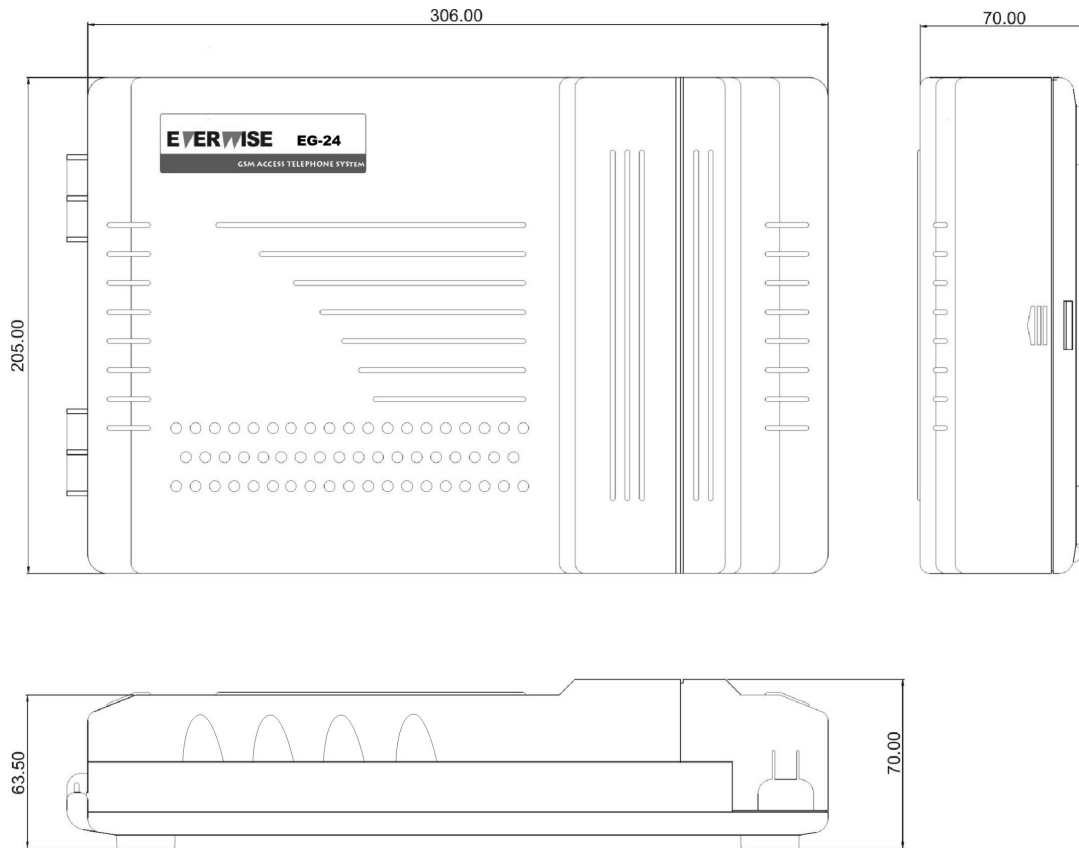 306.00
70.00
EVERWISE EG-24
GSM ACCESS TELEPHONE SYSTEM
205.00
63.50
70.00